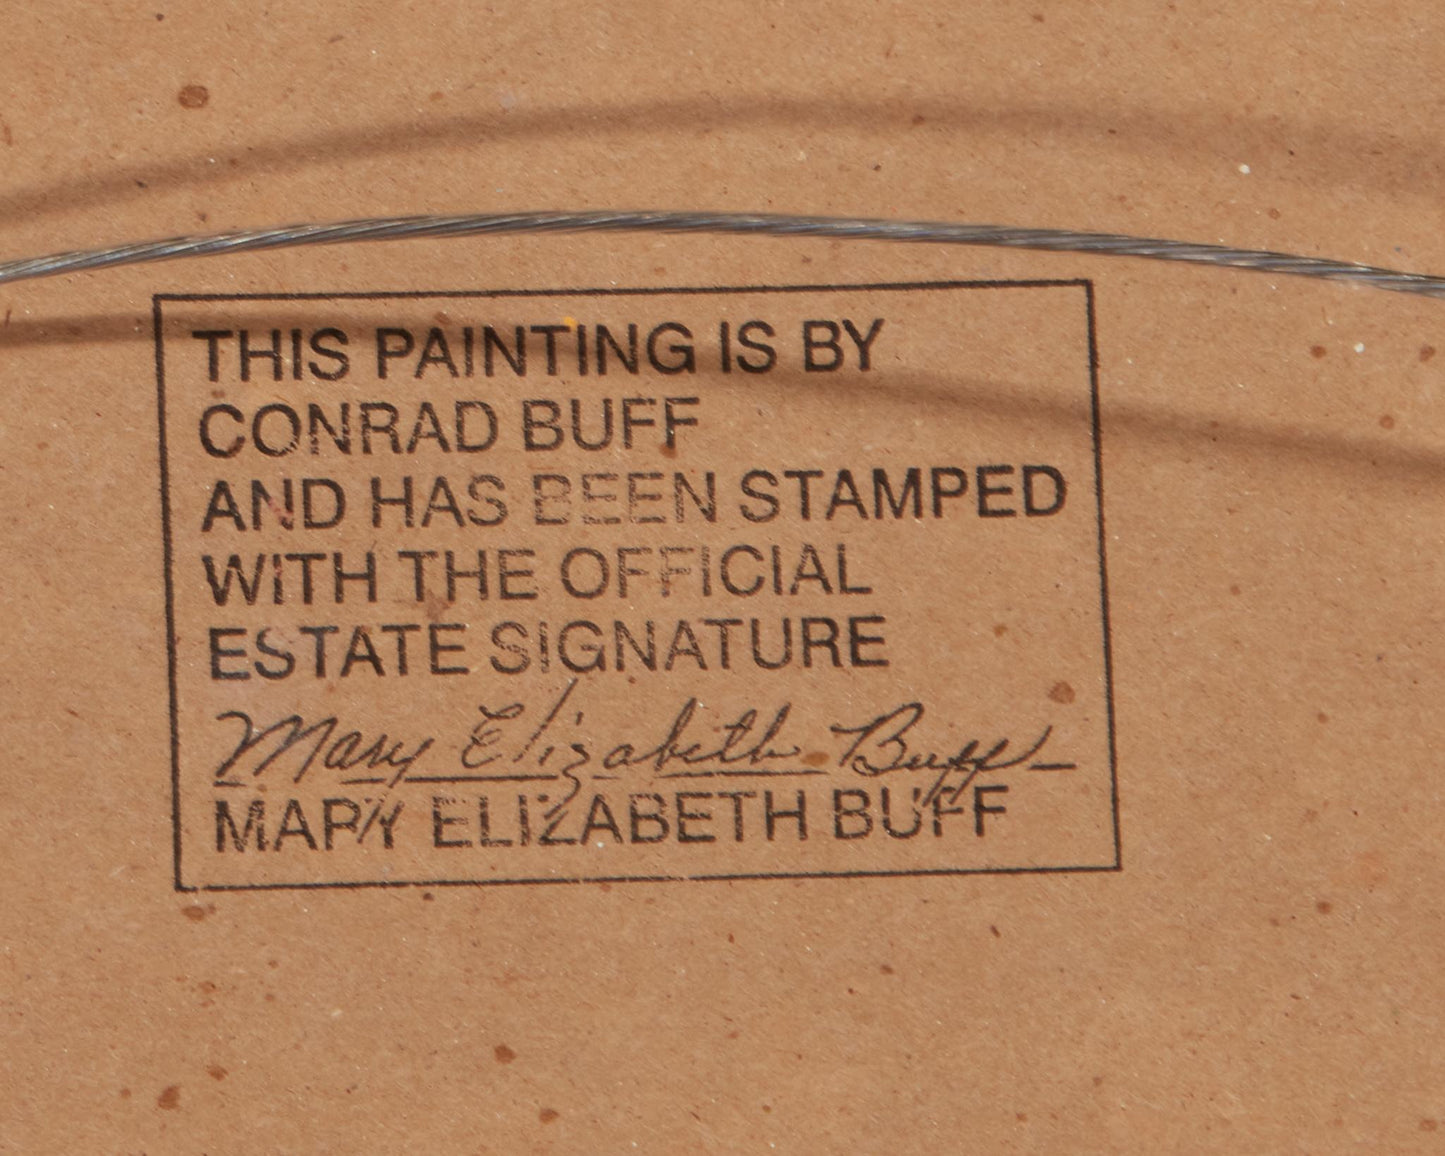 THIS PAINTING IS BY
CONRAD BUFF
AND HAS BEEN STAMPED
WITH THE OFFICIAL
ESTATE SIGNATURE
Mary Elizabeth Buff
MARY ELIZABETH BUFF